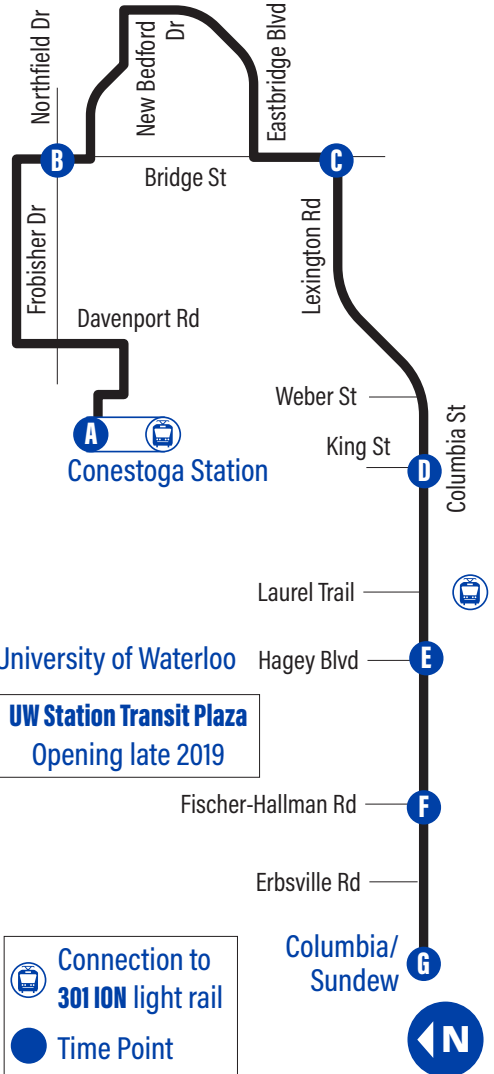 Northfield Dr
New Bedford
Dr
Eastbridge Blvd
B
C
Bridge St
Frobisher Dr
Lexington Rd
Davenport Rd
A
Conestoga Station
Weber St
King St
D
Columbia St
Laurel Trail
University of Waterloo
Hagey Blvd
E
UW Station Transit Plaza
Opening late 2019
Fischer-Hallman Rd
F
Erbsville Rd
Columbia/
Sundew
G
Connection to
301 ION light rail
Time Point
N